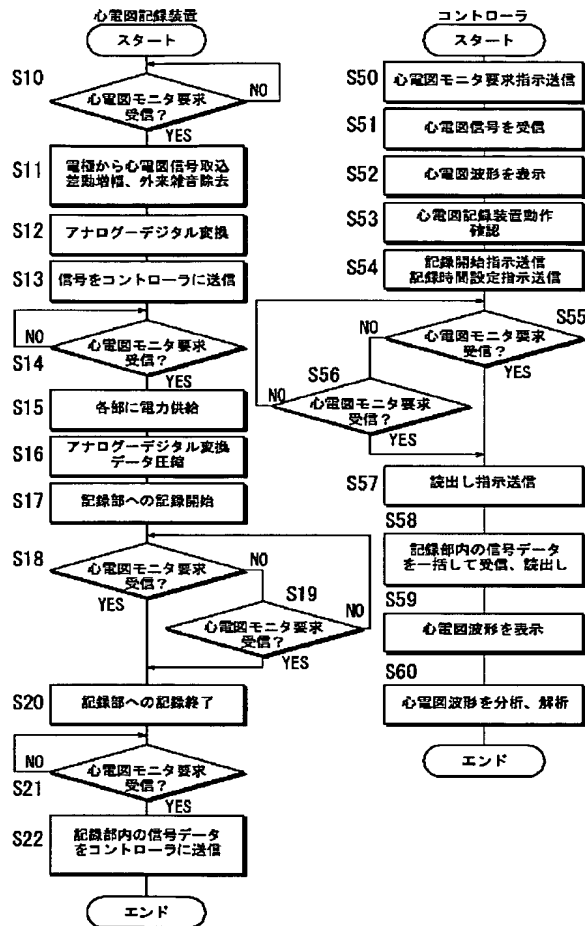 心電図記録装置
スタート
S10
心電図モニタ要求
受信?
NO
YES
S11
電極から心電図信号取込
差動増幅、外来雑音除去
S12
アナログーデジタル変換
S13
信号をコントローラに送信
NO
心電図モニタ要求
受信?
S14
YES
S15
各部に電力供給
S16
アナログーデジタル変換
データ圧縮
S17
記録部への記録開始
S18
心電図モニタ要求
受信?
NO
YES
S19
心電図モニタ要求
受信?
NO
YES
S20
記録部への記録終了
NO
心電図モニタ要求
受信?
S21
YES
S22
記録部内の信号データ
をコントローラに送信
エンド
コントローラ
スタート
S50
心電図モニタ要求指示送信
S51
心電図信号を受信
S52
心電図波形を表示
S53
心電図記録装置動作
確認
S54
記録開始指示送信
記録時間設定指示送信
S55
NO
心電図モニタ要求
受信?
YES
S56
NO
心電図モニタ要求
受信?
YES
S57
読出し指示送信
S58
記録部内の信号データ
を一括して受信、読出し
S59
心電図波形を表示
S60
心電図波形を分析、解析
エンド